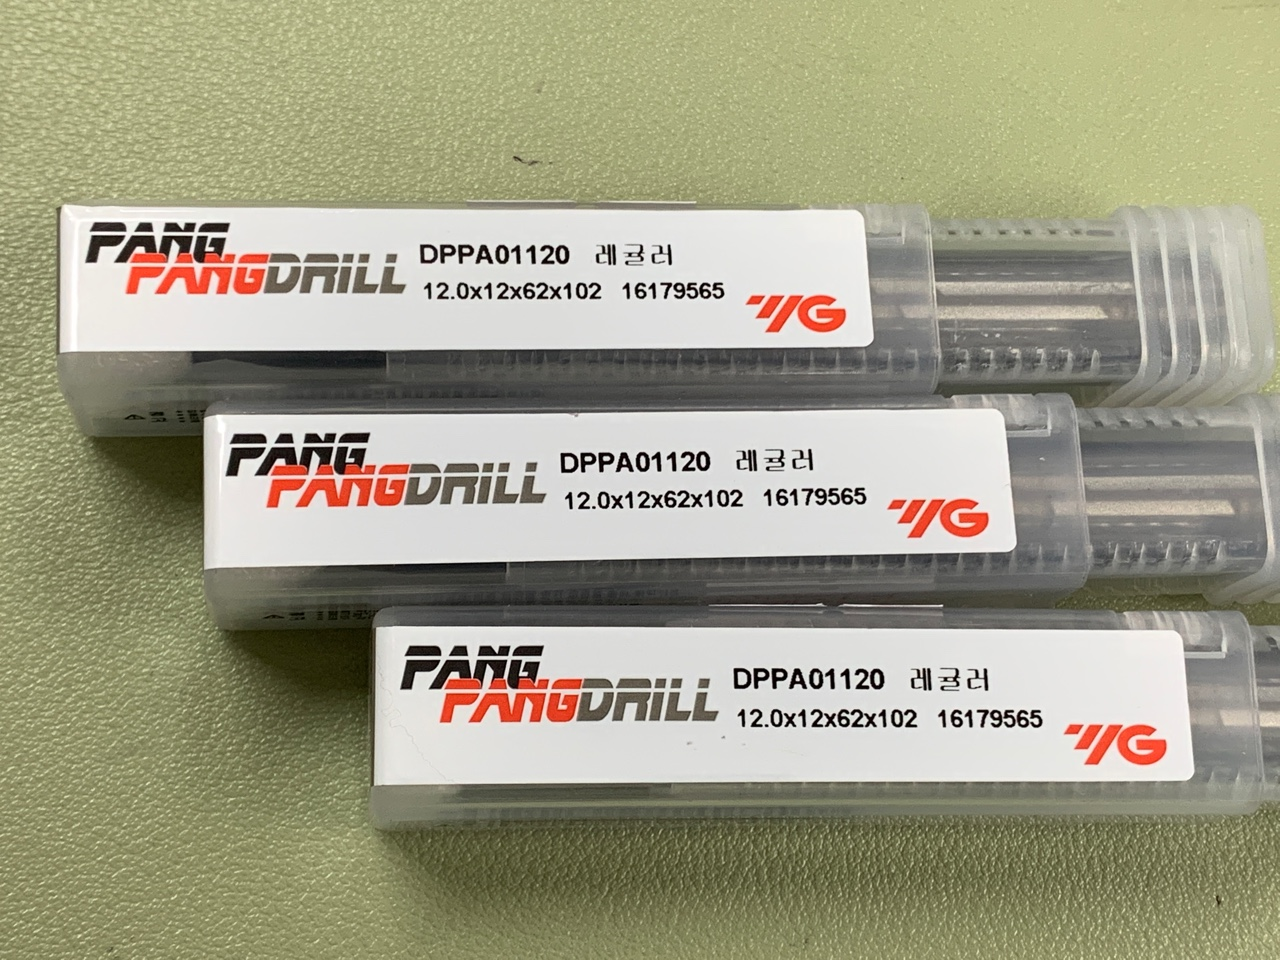 PANG
PANGDRILL
DPPA01120 레귤러
12.0x12x62x102 16179565
YG
PANG
PANGDRILL
DPPA01120 레귤러
12.0x12x62x102 16179565
YG
PANG
PANGDRILL
DPPA01120 레귤러
12.0x12x62x102 16179565
YG